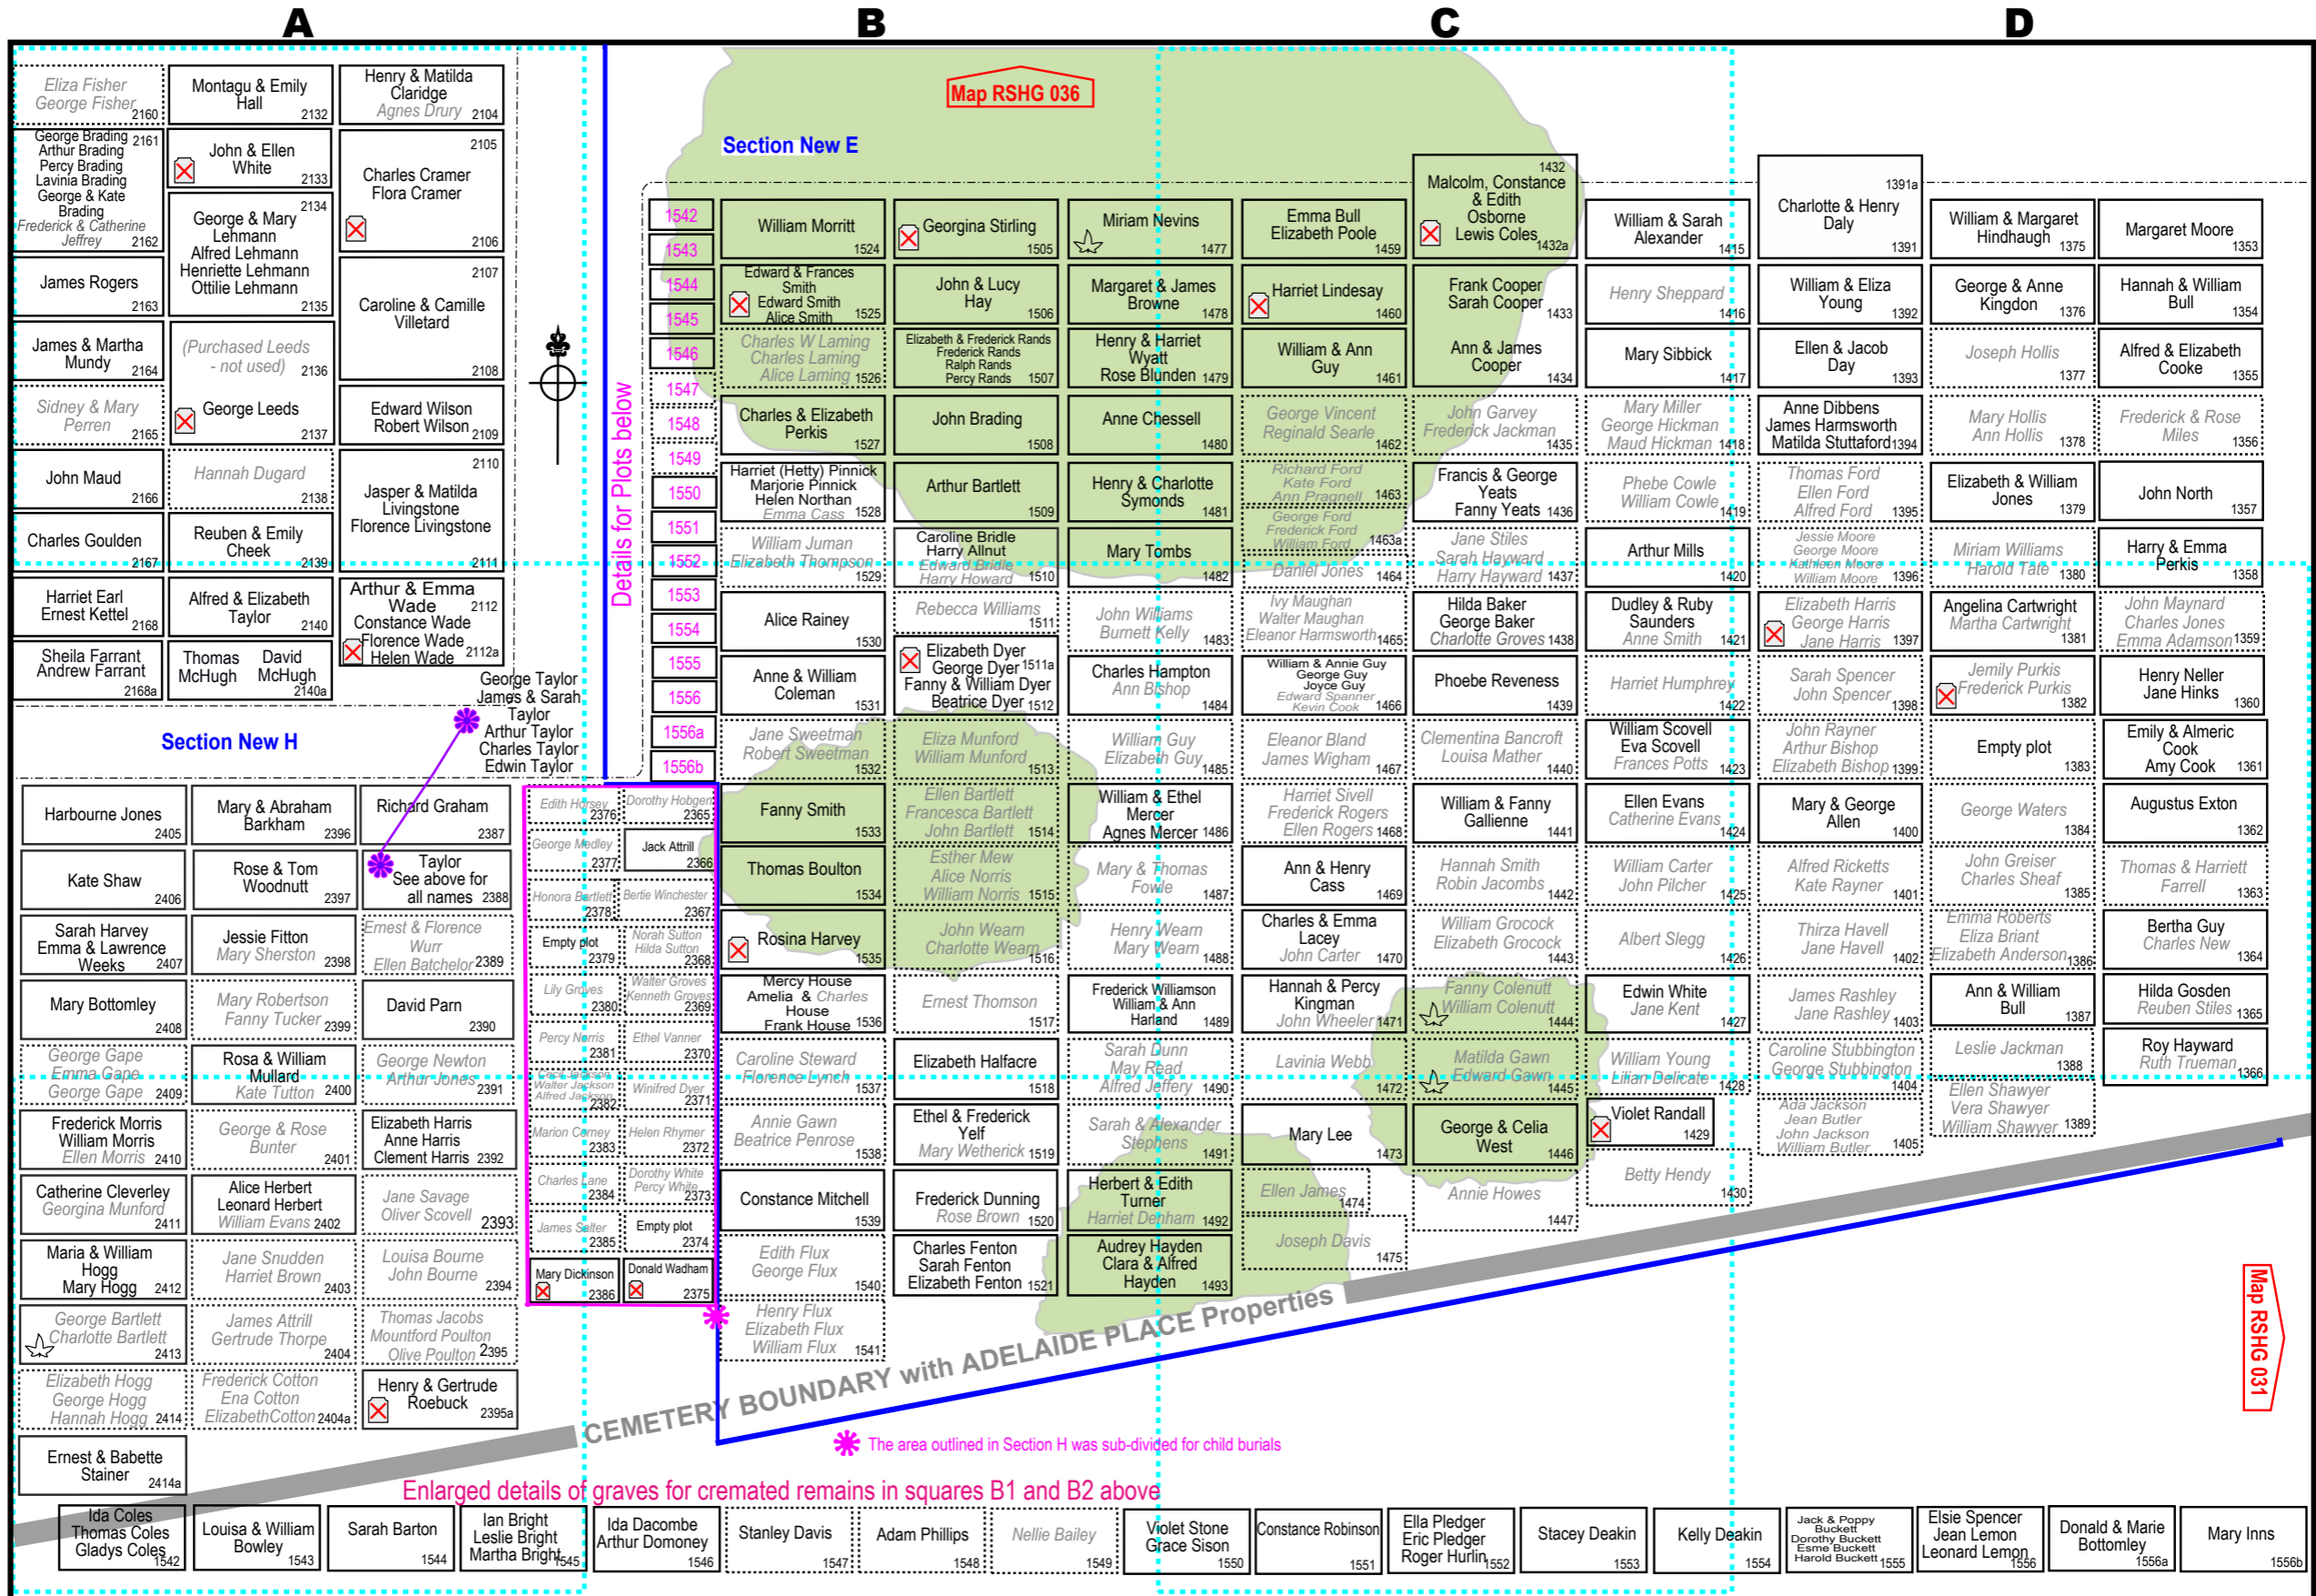 A
B
C
D
Map RSHG 036
Section New E
Eliza Fisher
George Fisher
2160
Montagu & Emily
Hall
2132
Henry & Matilda
Claridge
Agnes Drury 2104
George Brading 2161
Arthur Brading
Percy Brading
Lavinia Brading
George & Kate
Brading
Frederick & Catherine
Jeffrey 2162
John & Ellen
White
2133
2105
Charles Cramer
Flora Cramer
2106
2134
George & Mary
Lehmann
Alfred Lehmann
Henriette Lehmann
Ottilie Lehmann
2135
James Rogers
2163
2107
Caroline & Camille
Villetard
2108
James & Martha
Mundy
2164
(Purchased Leeds
- not used) 2136
George Leeds
2137
Sidney & Mary
Perren
2165
Edward Wilson
Robert Wilson 2109
John Maud
2166
Hannah Dugard
2138
2110
Jasper & Matilda
Livingstone
Florence Livingstone
2111
Charles Goulden
2167
Reuben & Emily
Cheek
2139
Harriet Earl
Ernest Kettel
2168
Alfred & Elizabeth
Taylor
2140
Arthur & Emma
Wade 2112
Constance Wade
Florence Wade
Helen Wade 2112a
Sheila Farrant
Andrew Farrant
2168a
Thomas David
McHugh McHugh
2140a
George Taylor
James & Sarah
Taylor
Arthur Taylor
Charles Taylor
Edwin Taylor
Section New H
Details for Plots below
1542
1543
1544
1545
1546
1547
1548
1549
1550
1551
1552
1553
1554
1555
1556
1556a
1556b
William Morritt
1524
Georgina Stirling
1505
Miriam Nevins
1477
Emma Bull
Elizabeth Poole
1459
1432
Malcolm, Constance
& Edith
Osborne
Lewis Coles
1432a
William & Sarah
Alexander
1415
1391a
Charlotte & Henry
Daly
1391
William & Margaret
Hindhaugh
1375
Margaret Moore
1353
Edward & Frances
Smith
Edward Smith
Alice Smith 1525
John & Lucy
Hay
1506
Margaret & James
Browne
1478
Harriet Lindesay
1460
Frank Cooper
Sarah Cooper
1433
Henry Sheppard
1416
William & Eliza
Young
1392
George & Anne
Kingdon
1376
Hannah & William
Bull
1354
Charles W Laming
Charles Laming
Alice Laming 1526
Elizabeth & Frederick Rands
Frederick Rands
Ralph Rands
Percy Rands 1507
Henry & Harriet
Wyatt
Rose Blunden 1479
William & Ann
Guy
1461
Ann & James
Cooper
1434
Mary Sibbick
1417
Ellen & Jacob
Day
1393
Joseph Hollis
1377
Alfred & Elizabeth
Cooke
1355
Charles & Elizabeth
Perkis
1527
John Brading
1508
Anne Chessell
1480
George Vincent
Reginald Searle
1462
John Garvey
Frederick Jackman
1435
Mary Miller
George Hickman
Maud Hickman 1418
Anne Dibbens
James Harmsworth
Matilda Stuttaford 1394
Mary Hollis
Ann Hollis
1378
Frederick & Rose
Miles
1356
Harriet (Hetty) Pinnick
Marjorie Pinnick
Helen Northan
Emma Cass 1528
Arthur Bartlett
1509
Henry & Charlotte
Symonds
1481
Richard Ford
Kate Ford
Ann Pragnell 1463
George Ford
Frederick Ford
William Ford 1463a
Francis & George
Yeats
Fanny Yeats 1436
Phebe Cowle
William Cowle
1419
Thomas Ford
Ellen Ford
Alfred Ford 1395
Elizabeth & William
Jones
1379
John North
1357
William Juman
Elizabeth Thompson
1529
Caroline Bridle
Harry Allnut
Edward Bridle
Harry Howard 1510
Mary Tombs
1482
Daniel Jones 1464
Jane Stiles
Sarah Hayward
Harry Hayward 1437
Arthur Mills
1420
Jessie Moore
George Moore
Kathleen Moore
William Moore 1396
Miriam Williams
Harold Tate 1380
Harry & Emma
Perkis
1358
Alice Rainey
1530
Rebecca Williams
1511
John Williams
Burnett Kelly
1483
Ivy Maughan
Walter Maughan
Eleanor Harmsworth 1465
Hilda Baker
George Baker
Charlotte Groves 1438
Dudley & Ruby
Saunders
Anne Smith 1421
Elizabeth Harris
George Harris
Jane Harris 1397
Angelina Cartwright
Martha Cartwright
1381
John Maynard
Charles Jones
Emma Adamson 1359
Anne & William
Coleman
1531
Elizabeth Dyer
George Dyer 1511a
Fanny & William Dyer
Beatrice Dyer 1512
Charles Hampton
Ann Bishop
1484
William & Annie Guy
George Guy
Joyce Guy
Edward Spanner
Kevin Cook 1466
Phoebe Reveness
1439
Harriet Humphrey
1422
Sarah Spencer
John Spencer
1398
Jemily Purkis
Frederick Purkis
1382
Henry Neller
Jane Hinks
1360
Jane Sweetman
Robert Sweetman
1532
Eliza Munford
William Munford
1513
William Guy
Elizabeth Guy
1485
Eleanor Bland
James Wigham
1467
Clementina Bancroft
Louisa Mather
1440
William Scovell
Eva Scovell
Frances Potts 1423
John Rayner
Arthur Bishop
Elizabeth Bishop 1399
Empty plot
1383
Emily & Almeric
Cook
Amy Cook 1361
Harbourne Jones
2405
Mary & Abraham
Barkham
2396
Richard Graham
2387
Edith Horsey
2376
Dorothy Hobgen
2365
Fanny Smith
1533
Ellen Bartlett
Francesca Bartlett
John Bartlett 1514
William & Ethel
Mercer
Agnes Mercer 1486
Harriet Sivell
Frederick Rogers
Ellen Rogers 1468
William & Fanny
Gallienne
1441
Ellen Evans
Catherine Evans
1424
Mary & George
Allen
1400
George Waters
1384
Augustus Exton
1362
Kate Shaw
2406
Rose & Tom
Woodnutt
2397
Taylor
See above for
all names 2388
George Medley
2377
Jack Attrill
2366
Thomas Boulton
1534
Esther Mew
Alice Norris
William Norris 1515
Mary & Thomas
Fowle
1487
Ann & Henry
Cass
1469
Hannah Smith
Robin Jacombs
1442
William Carter
John Pilcher
1425
Alfred Ricketts
Kate Rayner
1401
John Greiser
Charles Sheaf
1385
Thomas & Harriett
Farrell
1363
Honora Bartlett
2378
Bertie Winchester
2367
Sarah Harvey
Emma & Lawrence
Weeks 2407
Jessie Fitton
Mary Sherston
2398
Ernest & Florence
Wurr
Ellen Batchelor 2389
Empty plot
2379
Norah Sutton
Hilda Sutton
2368
Rosina Harvey
1535
John Wearn
Charlotte Wearn
1516
Henry Wearn
Mary Wearn
1488
Charles & Emma
Lacey
John Carter 1470
William Grocock
Elizabeth Grocock
1443
Albert Slegg
1426
Thirza Havell
Jane Havell
1402
Emma Roberts
Eliza Briant
Elizabeth Anderson 1386
Bertha Guy
Charles New
1364
Mary Bottomley
2408
Mary Robertson
Fanny Tucker
2399
David Parn
2390
Lily Groves
2380
Walter Groves
Kenneth Groves
2369
Mercy House
Amelia & Charles
House
Frank House 1536
Ernest Thomson
1517
Frederick Williamson
William & Ann
Harland
1489
Hannah & Percy
Kingman
John Wheeler 1471
Fanny Colenutt
William Colenutt
1444
Edwin White
Jane Kent
1427
James Rashley
Jane Rashley
1403
Ann & William
Bull
1387
Hilda Gosden
Reuben Stiles
1365
George Gape
Emma Gape
George Gape 2409
Rosa & William
Mullard
Kate Tutton 2400
George Newton
Arthur Jones
2391
Percy Norris
2381
Ethel Vanner
2370
Caroline Steward
Florence Lynch
1537
Elizabeth Halfacre
1518
Sarah Dunn
May Read
Alfred Jeffery 1490
Lavinia Webb
1472
Matilda Gawn
Edward Gawn
1445
William Young
Lilian Delicate
1428
Caroline Stubbington
George Stubbington
1404
Leslie Jackman
1388
Roy Hayward
Ruth Trueman
1366
Cecil Jackson
Walter Jackson
Alfred Jackson
2382
Winifred Dyer
2371
Frederick Morris
William Morris
Ellen Morris 2410
George & Rose
Bunter
2401
Elizabeth Harris
Anne Harris
Clement Harris 2392
Marion Corney
2383
Helen Rhymer
2372
Annie Gawn
Beatrice Penrose
1538
Ethel & Frederick
Yelf
Mary Wetherick 1519
Sarah & Alexander
Stephens
1491
Mary Lee
1473
George & Celia
West
1446
Violet Randall
1429
Ada Jackson
Jean Butler
John Jackson
William Butler 1405
Ellen Shawyer
Vera Shawyer
William Shawyer 1389
Catherine Cleverley
Georgina Munford
2411
Alice Herbert
Leonard Herbert
William Evans 2402
Jane Savage
Oliver Scovell
2393
Charles Lane
2384
Dorothy White
Percy White
2373
Constance Mitchell
1539
Frederick Dunning
Rose Brown 1520
Herbert & Edith
Turner
Harriet Denham 1492
Ellen James
1474
Annie Howes
1447
Betty Hendy
1430
Maria & William
Hogg
Mary Hogg 2412
Jane Snudden
Harriet Brown
2403
Louisa Bourne
John Bourne
2394
James Salter
2385
Empty plot
2374
Edith Flux
George Flux
1540
Charles Fenton
Sarah Fenton
Elizabeth Fenton 1521
Audrey Hayden
Clara & Alfred
Hayden 1493
Joseph Davis
1475
Mary Dickinson
2386
Donald Wadham
2375
George Bartlett
Charlotte Bartlett
2413
James Attrill
Gertrude Thorpe
2404
Thomas Jacobs
Mountford Poulton
Olive Poulton 2395
Henry Flux
Elizabeth Flux
William Flux 1541
Elizabeth Hogg
George Hogg
Hannah Hogg 2414
Frederick Cotton
Ena Cotton
ElizabethCotton 2404a
Henry & Gertrude
Roebuck
2395a
CEMETERY BOUNDARY with ADELAIDE PLACE Properties
Map RSHG 031
The area outlined in Section H was sub-divided for child burials
Ernest & Babette
Stainer
2414a
Enlarged details of graves for cremated remains in squares B1 and B2 above
Ida Coles
Thomas Coles
Gladys Coles
1542
Louisa & William
Bowley
1543
Sarah Barton
1544
Ian Bright
Leslie Bright
Martha Bright 1545
Ida Dacombe
Arthur Domoney
1546
Stanley Davis
1547
Adam Phillips
1548
Nellie Bailey
1549
Violet Stone
Grace Sison
1550
Constance Robinson
1551
Ella Pledger
Eric Pledger
Roger Hurlin 1552
Stacey Deakin
1553
Kelly Deakin
1554
Jack & Poppy
Buckett
Dorothy Buckett
Esme Buckett
Harold Buckett 1555
Elsie Spencer
Jean Lemon
Leonard Lemon 1556
Donald & Marie
Bottomley
1556a
Mary Inns
1556b